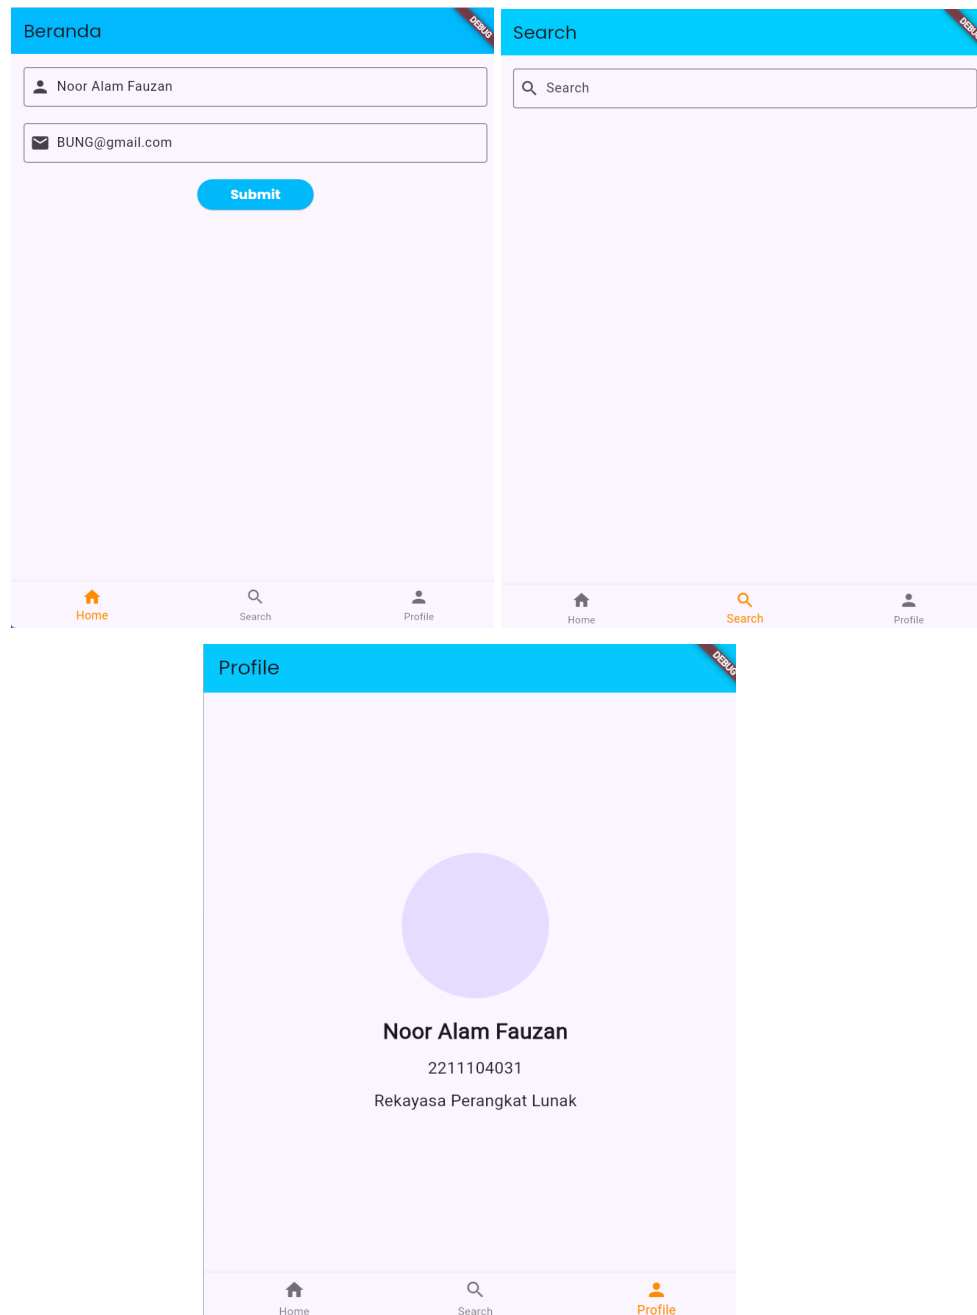 Beranda
DEBUG
Noor Alam Fauzan
BUNG@gmail.com
Submit
Home
Search
Profile
Search
DEBUG
Search
Home
Search
Profile
Profile
DEBUG
Noor Alam Fauzan
2211104031
Rekayasa Perangkat Lunak
Home
Search
Profile